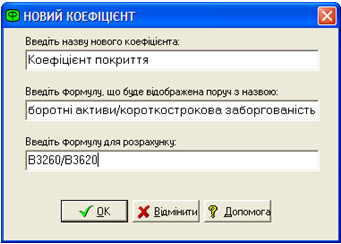 НОВИЙ КОЕФІЦІЄНТ
Введіть назву нового коефіцієнта:
Коефіцієнт покриття
Введіть формулу, що буде відображена поруч з назвою:
боротні активи/короткострокова заборгованість
Введіть формулу для розрахунку:
B3260/B3620
OK
Відмінити
Допомога